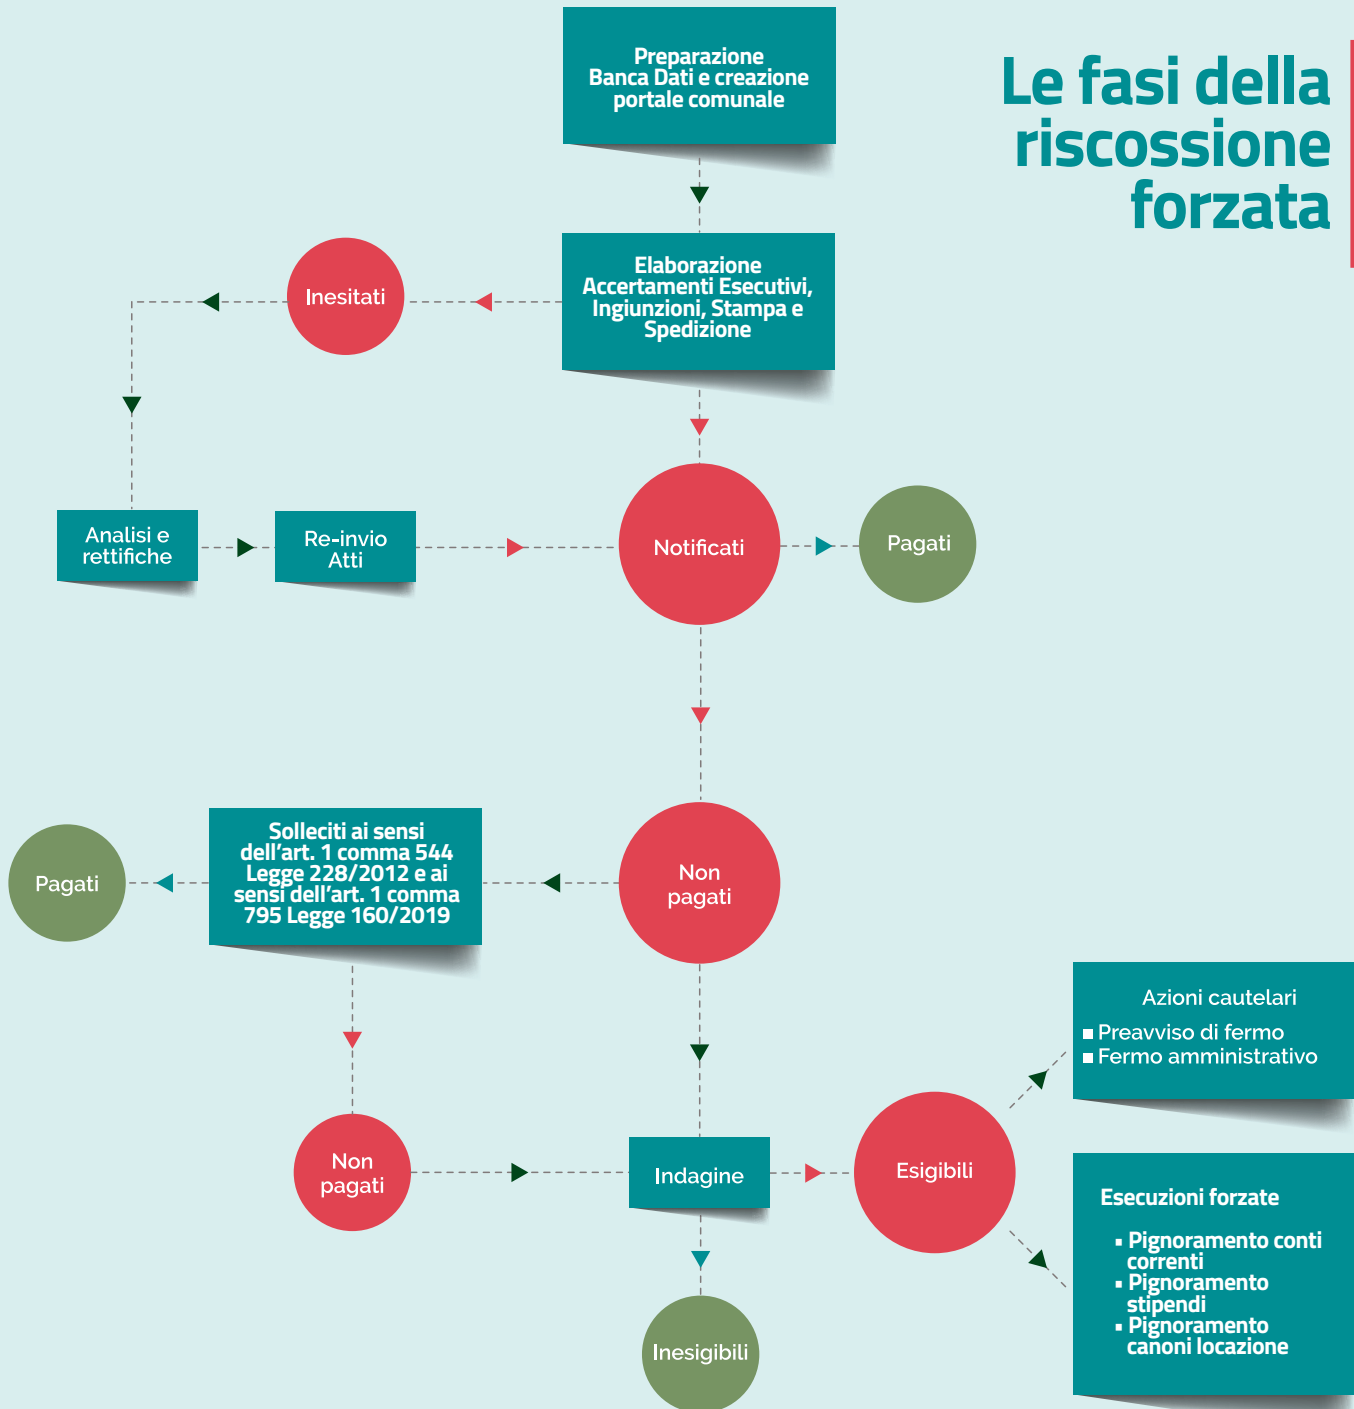 Le fasi della
riscossione
forzata
Preparazione
Banca Dati e creazione
portale comunale
Elaborazione
Accertamenti Esecutivi,
Ingiunzioni, Stampa e
Spedizione
Inesitati
Analisi e
rettifiche
Re-invio
Atti
Notificati
Pagati
Non
pagati
Solleciti ai sensi
dell'art. 1 comma 544
Legge 228/2012 e ai
sensi dell'art. 1 comma
795 Legge 160/2019
Pagati
Non
pagati
Indagine
Esigibili
Inesigibili
Azioni cautelari
▪ Preavviso di fermo
▪ Fermo amministrativo
Esecuzioni forzate
▪ Pignoramento conti
correnti
▪ Pignoramento
stipendi
▪ Pignoramento
canoni locazione